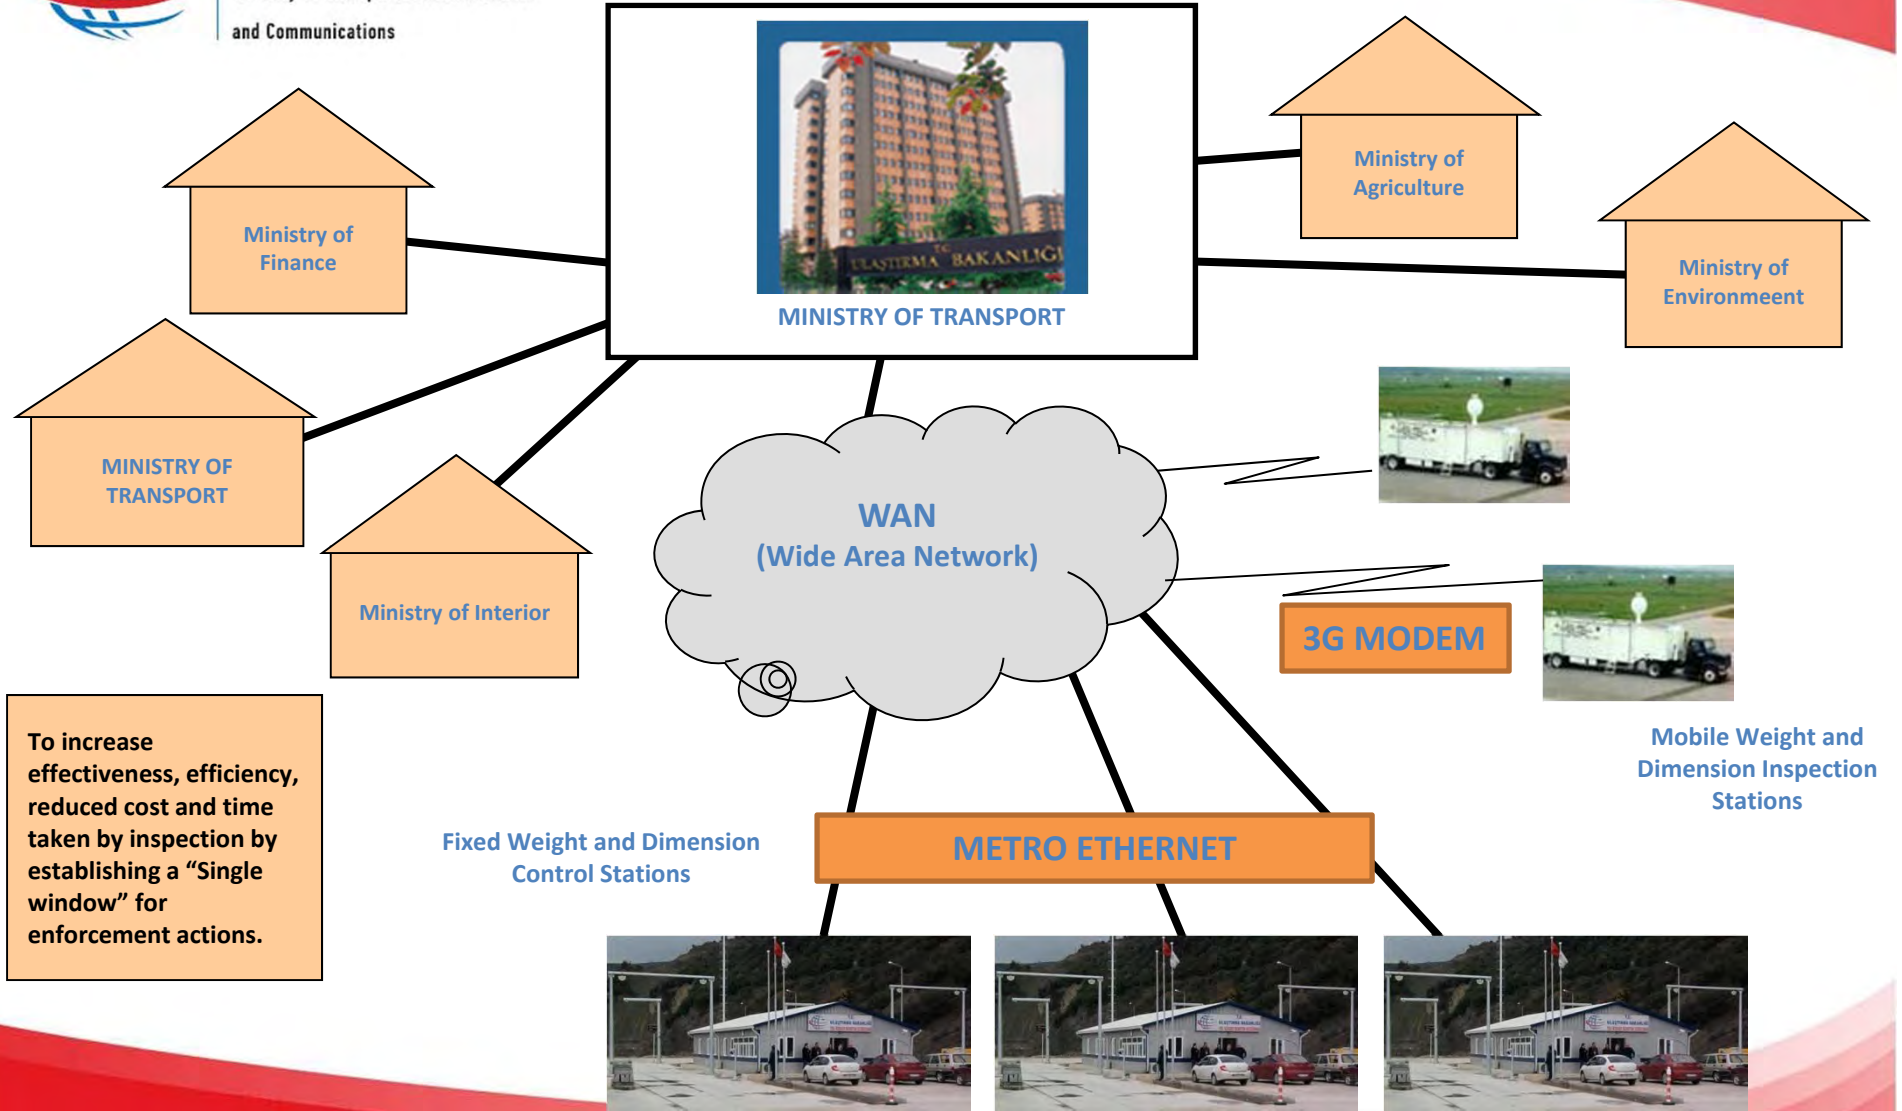 and Communications
T.C.
ULAŞTIRMA BAKANLIĞI
MINISTRY OF TRANSPORT
Ministry of
Agriculture
Ministry of
Finance
Ministry of
Environmeent
MINISTRY OF
TRANSPORT
Ministry of Interior
WAN
(Wide Area Network)
3G MODEM
To increase
effectiveness, efficiency,
reduced cost and time
taken by inspection by
establishing a “Single
window” for
enforcement actions.
Mobile Weight and
Dimension Inspection
Stations
Fixed Weight and Dimension
Control Stations
METRO ETHERNET